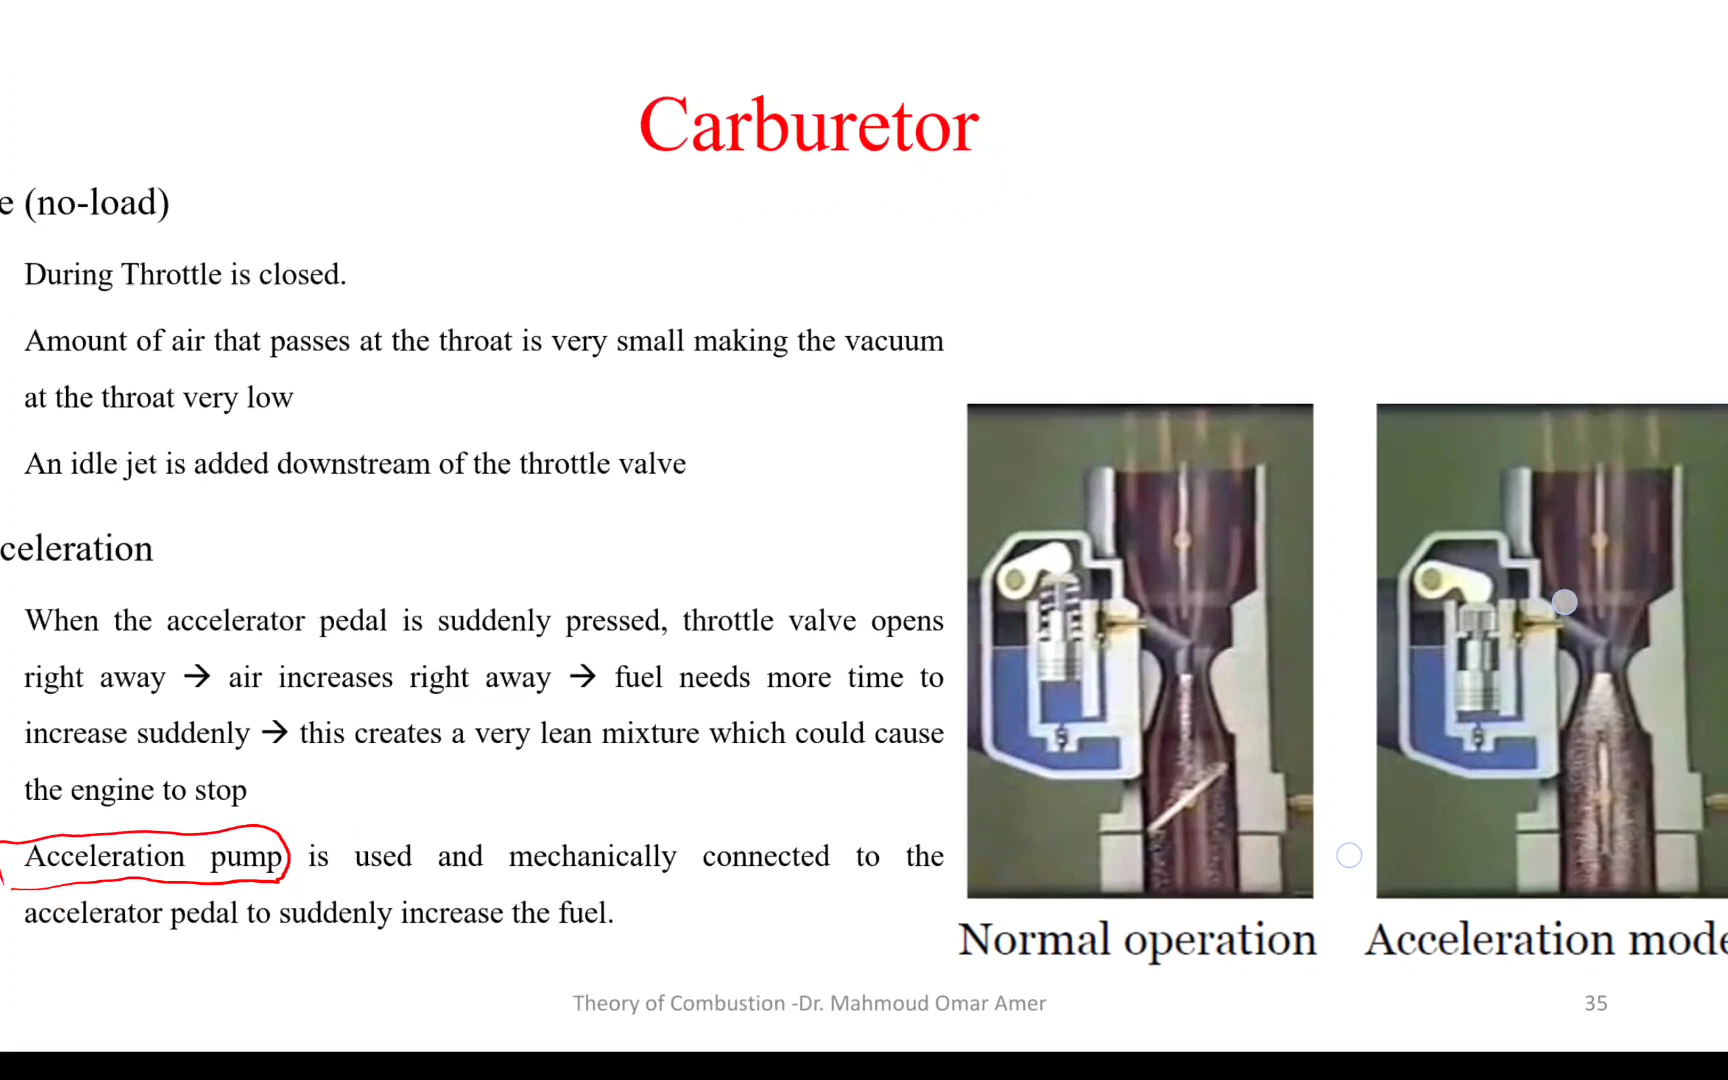 Carburetor
e (no-load)
During Throttle is closed.
Amount of air that passes at the throat is very small making the vacuum
at the throat very low
An idle jet is added downstream of the throttle valve
celeration
When the accelerator pedal is suddenly pressed, throttle valve opens
right away → air increases right away → fuel needs more time to
increase suddenly → this creates a very lean mixture which could cause
the engine to stop
Acceleration pump is used and mechanically connected to the
accelerator pedal to suddenly increase the fuel.
Normal operation
Acceleration mode
Theory of Combustion -Dr. Mahmoud Omar Amer
35